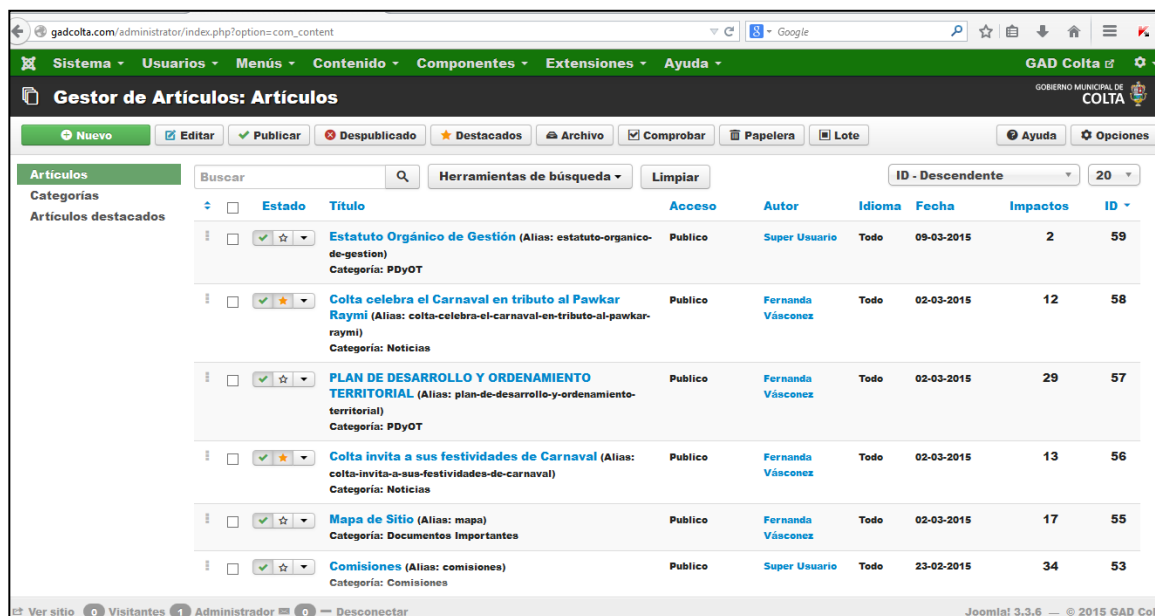 gadcolta.com/administrator/index.php?option=com_content
Google
Sistema Usuarios Menús Contenido Componentes Extensiones Ayuda GAD Colta
Gestor de Artículos: Artículos
GOBIERNO MUNICIPAL DE
COLTA
Nuevo Editar Publicar Despublicado Destacados Archivo Comprobar Papelera Lote Ayuda Opciones
Artículos
Categorías
Artículos destacados
Buscar Herramientas de búsqueda Limpiar ID - Descendente 20
Estado Título Acceso Autor Idioma Fecha Impactos ID
Estatuto Orgánico de Gestión (Alias: estatuto-organico- Publico Super Usuario Todo 09-03-2015 2 59
de-gestion)
Categoría: PDyOT
Colta celebra el Carnaval en tributo al Pawkar Publico Fernanda Todo 02-03-2015 12 58
Raymi (Alias: colta-celebra-el-carnaval-en-tributo-al-pawkar- Vásconez
raymi)
Categoría: Noticias
PLAN DE DESARROLLO Y ORDENAMIENTO Publico Fernanda Todo 02-03-2015 29 57
TERRITORIAL (Alias: plan-de-desarrollo-y-ordenamiento- Vásconez
territorial)
Categoría: PDyOT
Colta invita a sus festividades de Carnaval (Alias: Publico Fernanda Todo 02-03-2015 13 56
colta-invita-a-sus-festividades-de-carnaval) Vásconez
Categoría: Noticias
Mapa de Sitio (Alias: mapa) Publico Fernanda Todo 02-03-2015 17 55
Categoría: Documentos Importantes Vásconez
Comisiones (Alias: comisiones) Publico Super Usuario Todo 23-02-2015 34 53
Categoría: Comisiones
Ver sitio 0 Visitantes 1 Administrador 0 Desconectar Joomla! 3.3.6 — © 2015 GAD Col